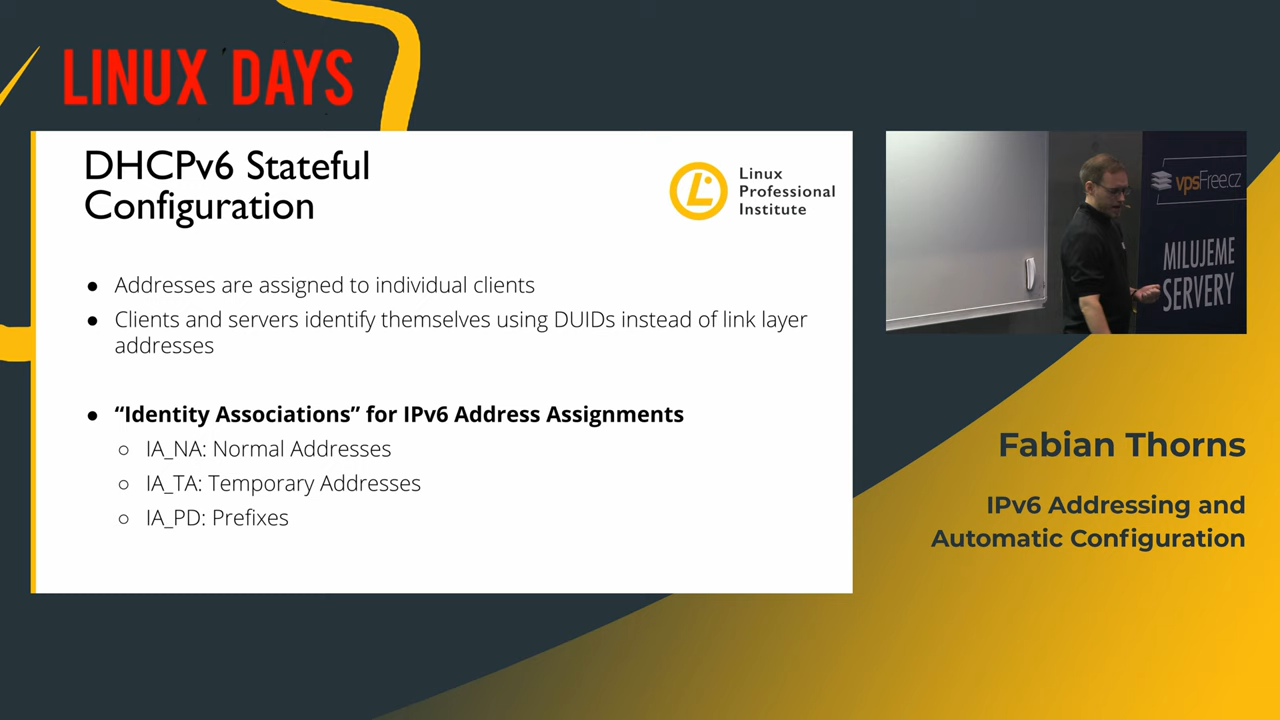 LINUX DAYS
DHCPv6 Stateful
Configuration
Linux
Professional
Institute
● Addresses are assigned to individual clients
● Clients and servers identify themselves using DUIDs instead of link layer
addresses
● “Identity Associations” for IPv6 Address Assignments
○ IA_NA: Normal Addresses
○ IA_TA: Temporary Addresses
○ IA_PD: Prefixes
vpsFree.cz
MILUJEME
SERVERY
Fabian Thorns
IPv6 Addressing and
Automatic Configuration